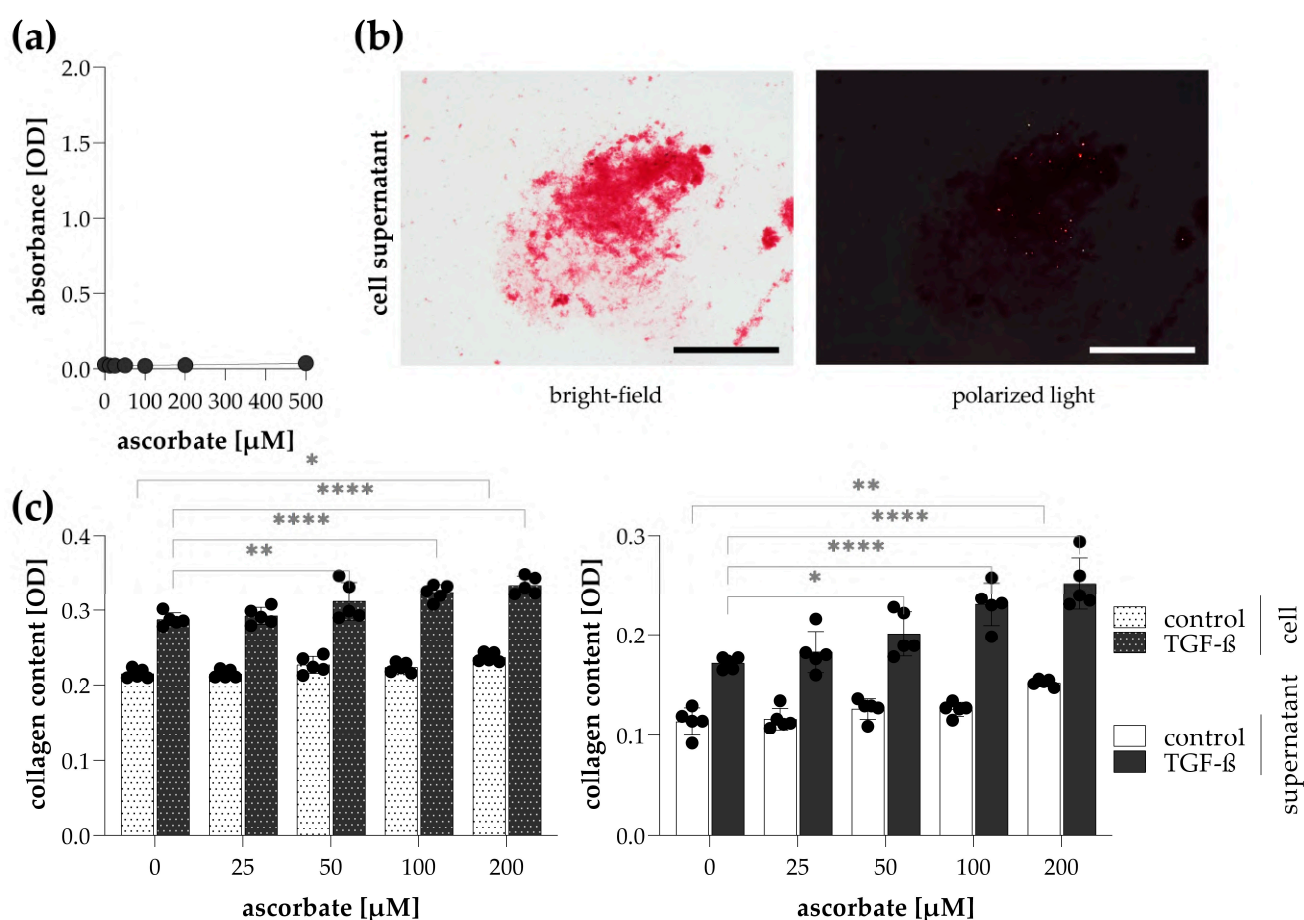 (a)
2.0
1.5
1.0
0.5
0.0
absorbance [OD]
0 100 200 300 400 500
ascorbate [µM]
(b)
cell supernatant
bright-field
polarized light
(c)
*
****
****
**
0.4
0.3
0.2
0.1
0.0
collagen content [OD]
0 25 50 100 200
ascorbate [µM]
**
****
****
*
0.3
0.2
0.1
0.0
collagen content [OD]
0 25 50 100 200
ascorbate [µM]
control
TGF-ß
cell
control
TGF-ß
supernatant